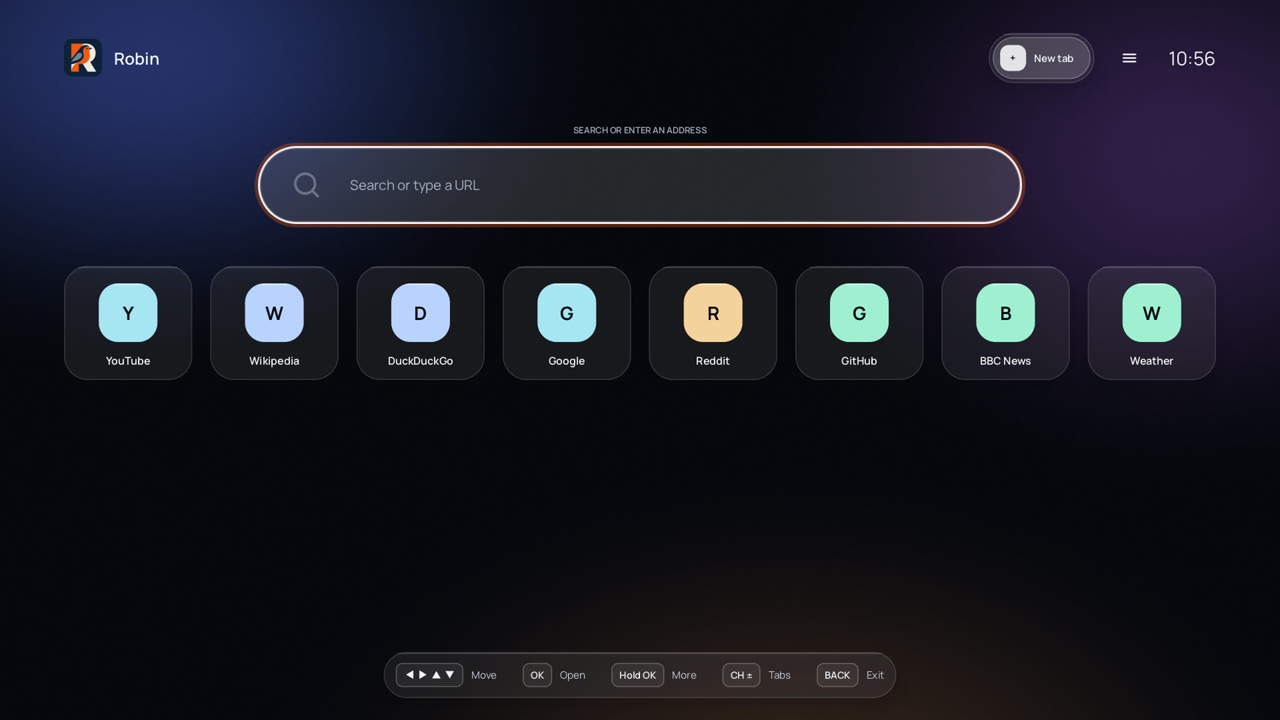 Robin
+ New tab
10:56
SEARCH OR ENTER AN ADDRESS
Search or type a URL
Y W D G R G B W
YouTube Wikipedia DuckDuckGo Google Reddit GitHub BBC News Weather
◀ ▶ ▲ ▼ Move OK Open Hold OK More CH ± Tabs BACK Exit